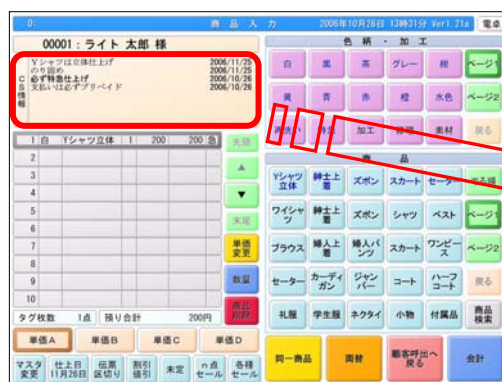 0:
商 品 入 力
2006年10月26日 13時31分 Ver1.21a
電卓
00001：ライト 太郎 様
CS情報
Yシャツは立体仕上げ 2006/11/25
のり固め 2006/11/25
必ず特急仕上げ 2006/10/26
支払いは必ずプリペイド 2006/10/26
色 柄 ・ 加 工
白 黒 茶 グレー 紺 ページ1
黄 青 赤 橙 水色 ページ2
加工 素材 戻る
1 白 Yシャツ立体 1 200 200 急 先頭
2
3
4
5
6
7
8
9
10
▲
▼
末尾
単価変更
数量
商品削除
タグ枚数 1点 預り合計 200円
商 品
Yシャツ立体 紳士上着 ズボン スカート セーター
ワイシャツ 紳士上着 ズボン シャツ ベスト ページ1
ブラウス 婦人上着 婦人パンツ スカート ワンピース ページ2
セーター カーディガン ジャンパー コート ハーフコート 戻る
礼服 学生服 ネクタイ 小物 付属品 商品検索
単価A 単価B 単価C 単価D
マスタ変更 仕上日11月26日 伝票区切り 割引値引 未定 n点セール 各種セール
同一商品 両替 顧客呼出へ戻る 会計